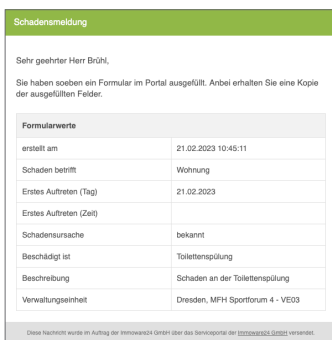 Schadensmeldung
Sehr geehrter Herr Brühl,
Sie haben soeben ein Formular im Portal ausgefüllt. Anbei erhalten Sie eine Kopie
der ausgefüllten Felder.
Formularwerte
erstellt am 21.02.2023 10:45:11
Schaden betrifft Wohnung
Erstes Auftreten (Tag) 21.02.2023
Erstes Auftreten (Zeit)
Schadensursache bekannt
Beschädigt ist Toilettenspülung
Beschreibung Schaden an der Toilettenspülung
Verwaltungseinheit Dresden, MFH Sportforum 4 - VE03
Diese Nachricht wurde im Auftrag der Immoware24 GmbH über das Serviceportal der Immoware24 GmbH versendet.